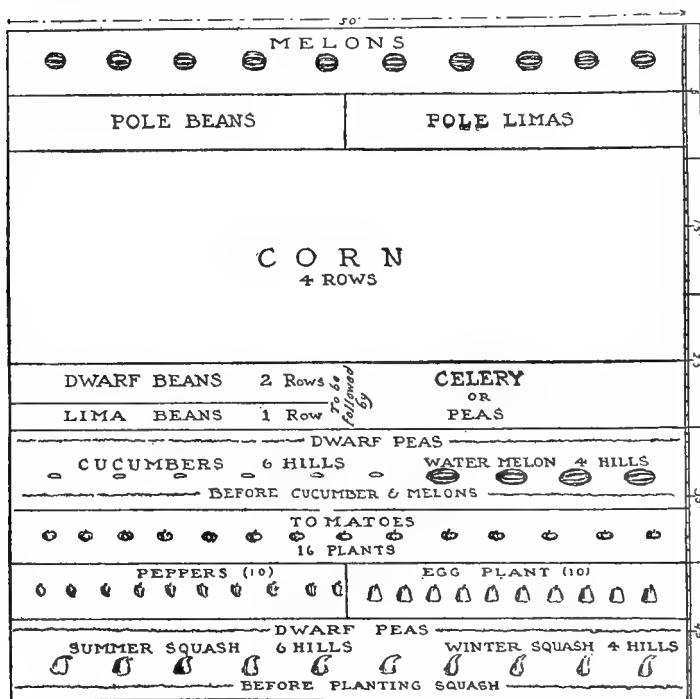 50'
MELONS
POLE BEANS
POLE LIMAS
CORN
4 ROWS
DWARF BEANS 2 Rows
LIMA BEANS 1 Row
To be followed by
CELERY
OR
PEAS
DWARF PEAS
CUCUMBERS 6 HILLS
WATER MELON 4 HILLS
BEFORE CUCUMBER & MELONS
TOMATOES
16 PLANTS
PEPPERS (10)
EGG PLANT (10)
DWARF PEAS
SUMMER SQUASH 6 HILLS
WINTER SQUASH 4 HILLS
BEFORE PLANTING SQUASH